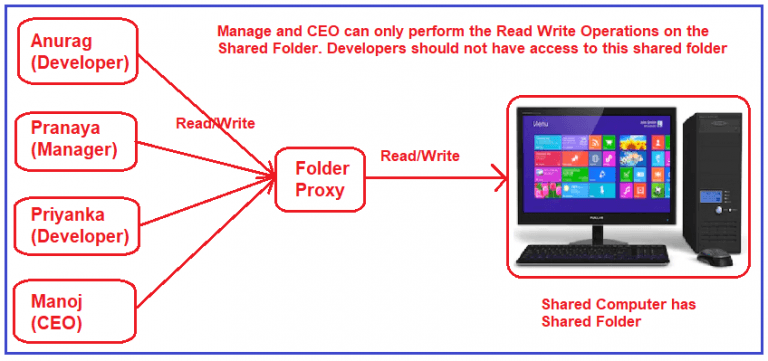 Anurag
(Developer)
Manage and CEO can only perform the Read Write Operations on the
Shared Folder. Developers should not have access to this shared folder
Pranaya
(Manager)
Read/Write
Folder
Proxy
Read/Write
Priyanka
(Developer)
Manoj
(CEO)
Shared Computer has
Shared Folder